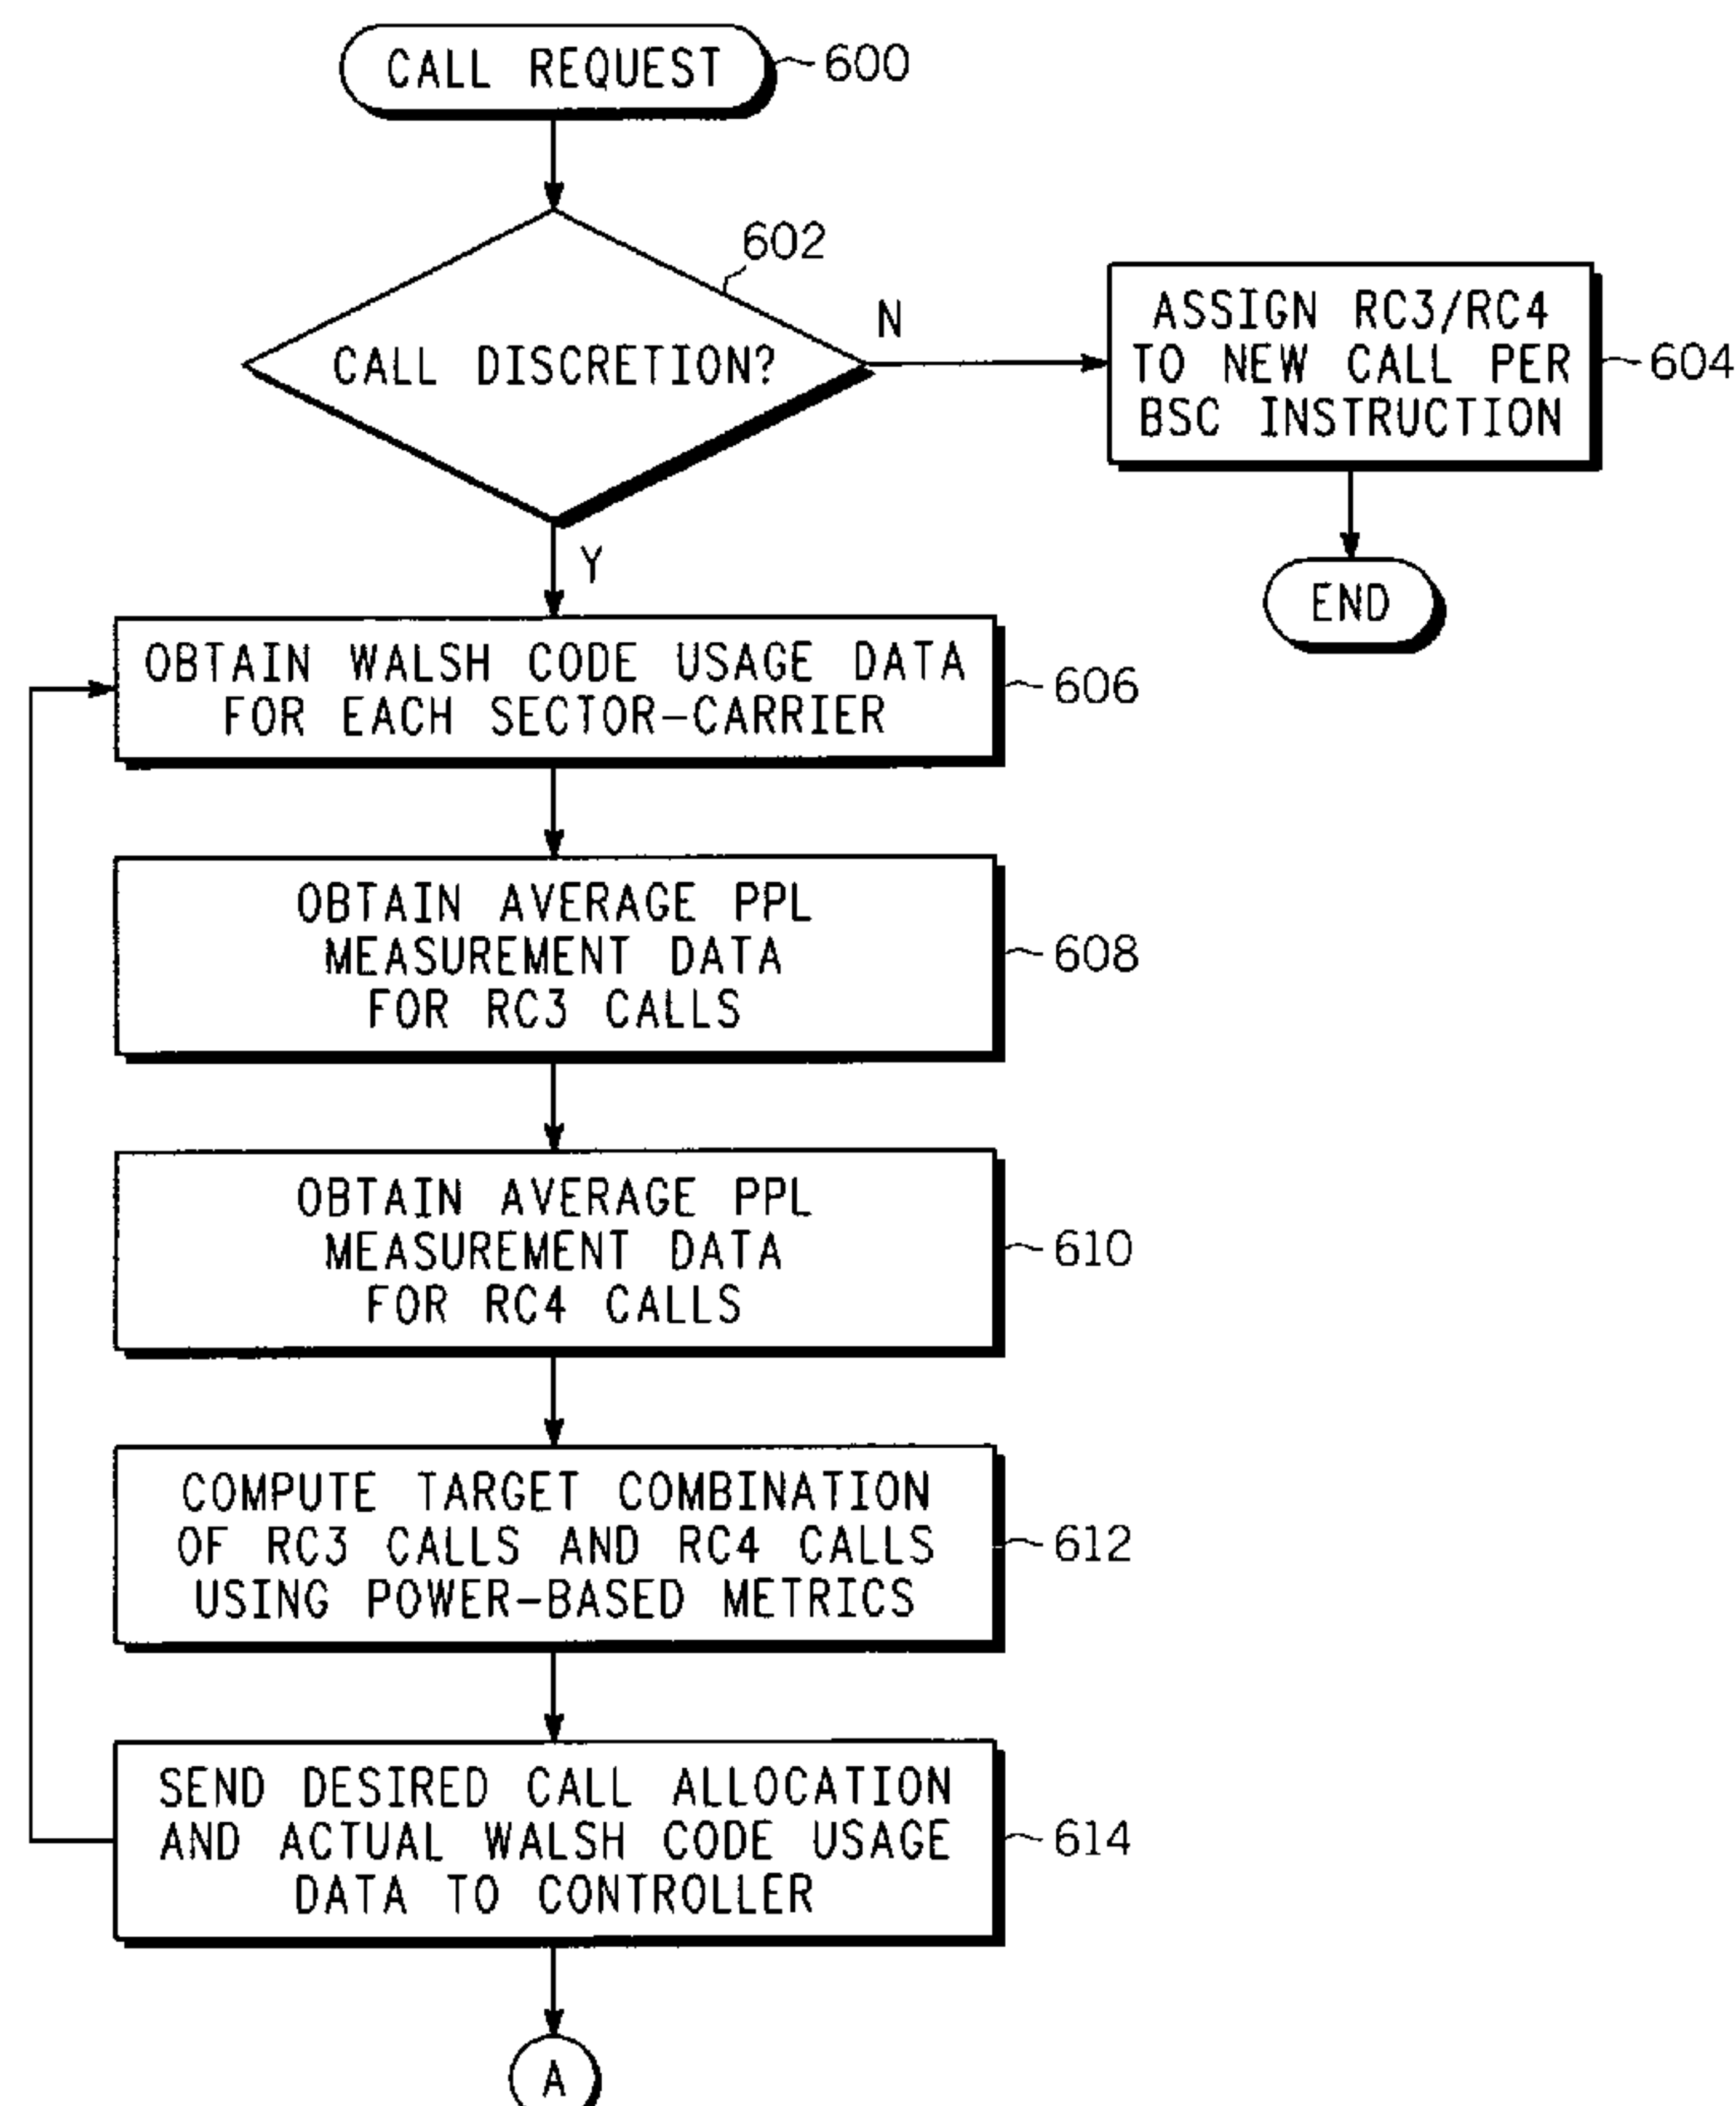 CALL REQUEST
600
602
CALL DISCRETION?
N
ASSIGN RC3/RC4
TO NEW CALL PER
BSC INSTRUCTION
604
END
Y
OBTAIN WALSH CODE USAGE DATA
FOR EACH SECTOR-CARRIER
606
OBTAIN AVERAGE PPL
MEASUREMENT DATA
FOR RC3 CALLS
608
OBTAIN AVERAGE PPL
MEASUREMENT DATA
FOR RC4 CALLS
610
COMPUTE TARGET COMBINATION
OF RC3 CALLS AND RC4 CALLS
USING POWER-BASED METRICS
612
SEND DESIRED CALL ALLOCATION
AND ACTUAL WALSH CODE USAGE
DATA TO CONTROLLER
614
A